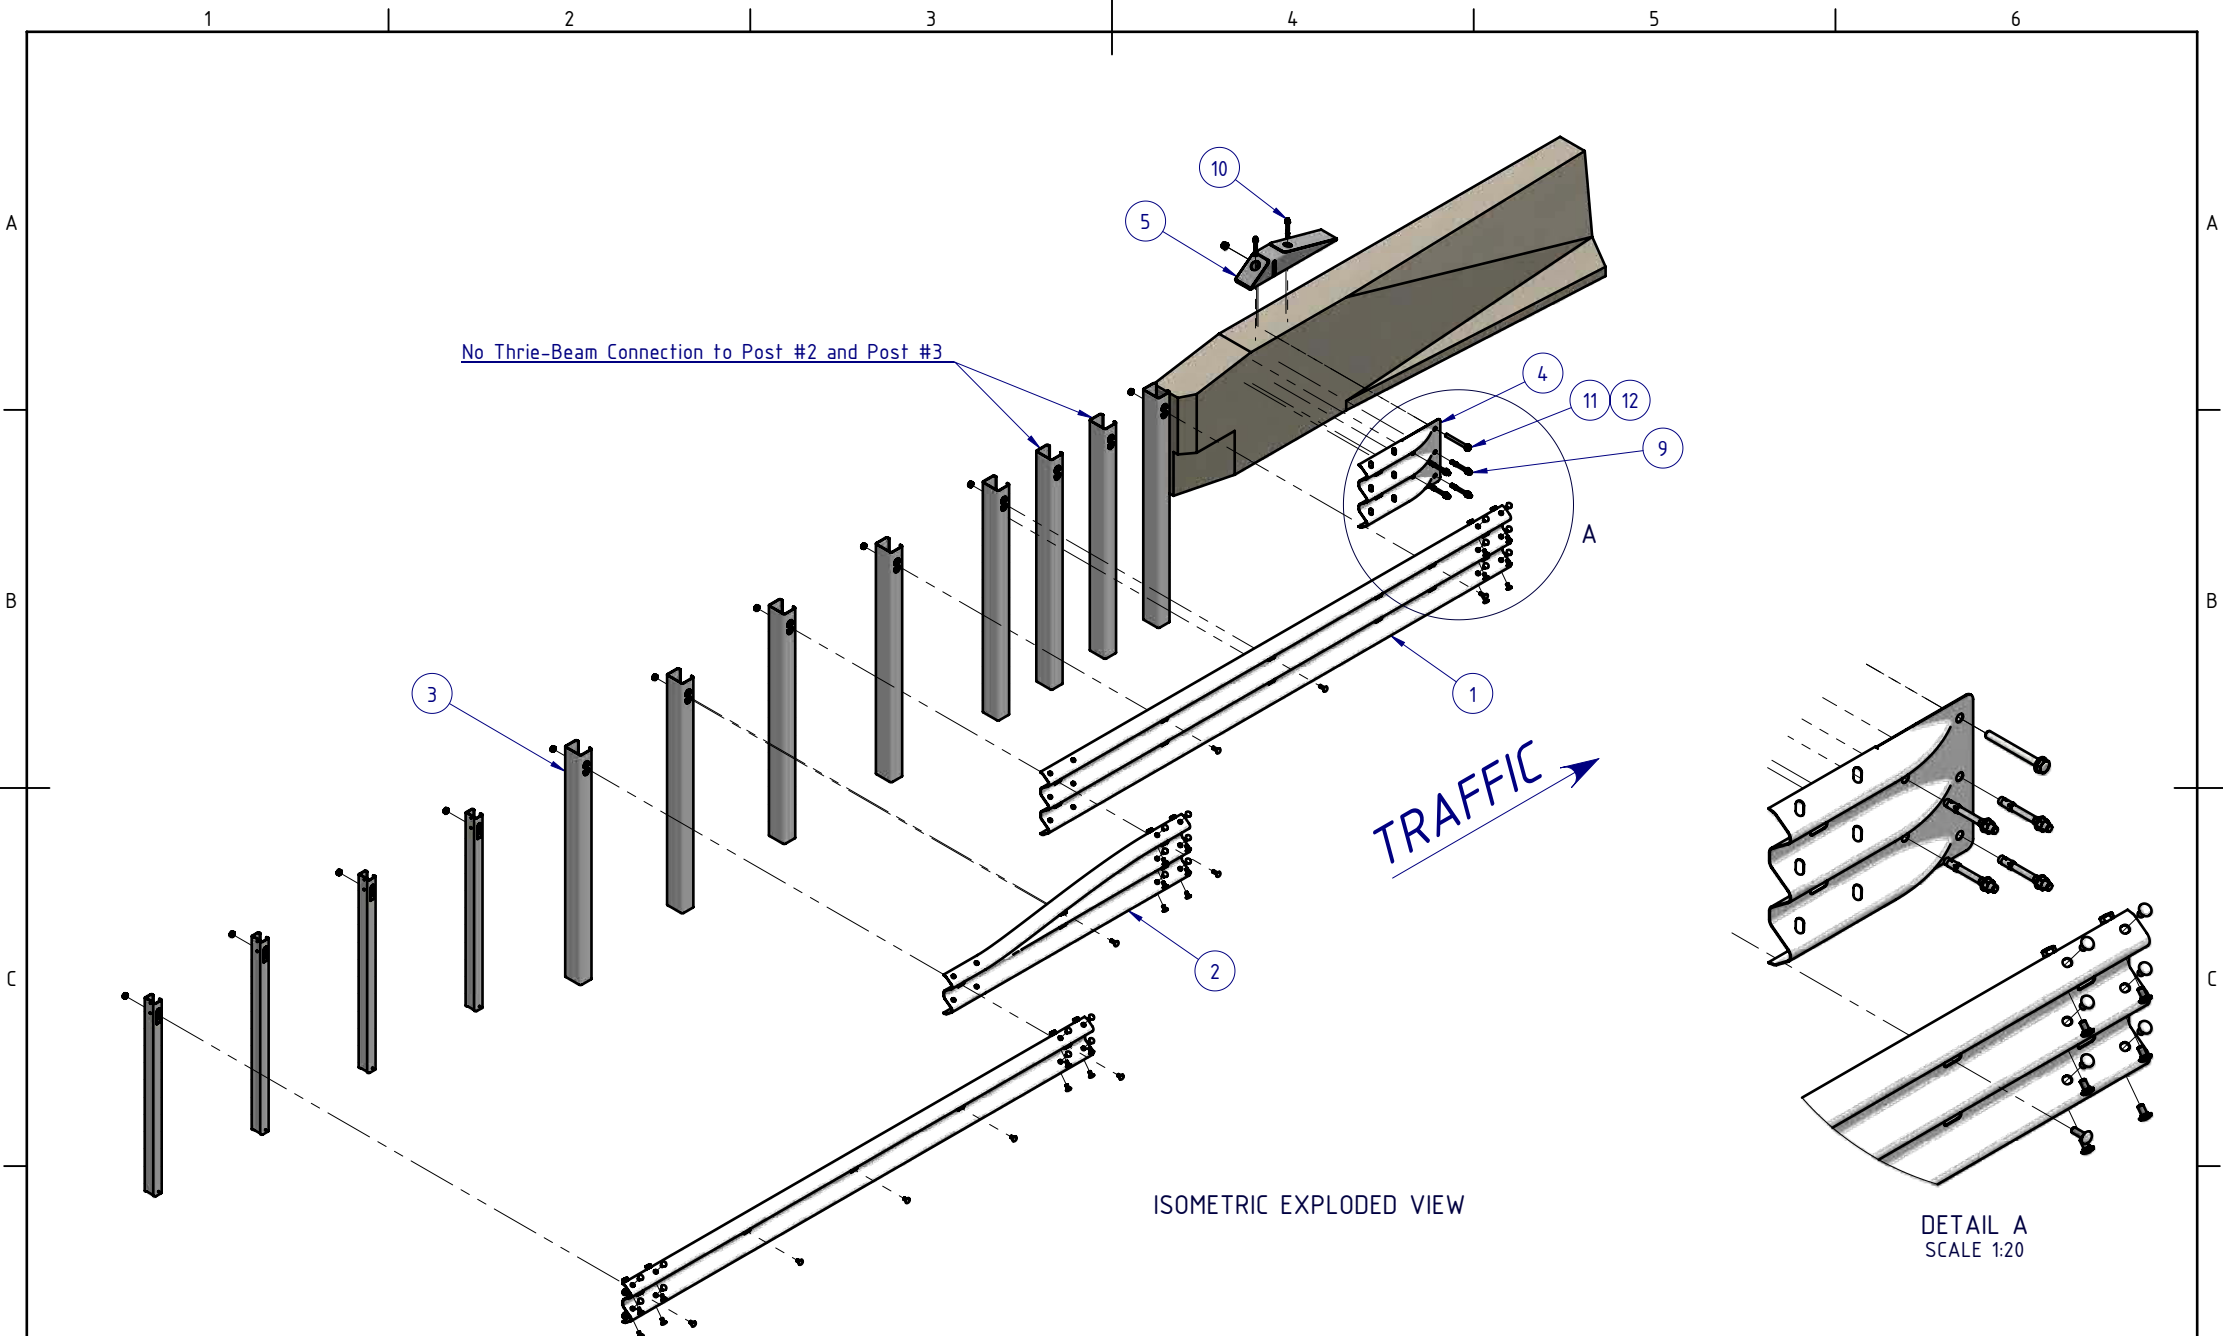 1 2 3 4 5 6
A A
10
5
No Thrie-Beam Connection to Post #2 and Post #3
4
11 12
9
A
B B
3
1
TRAFFIC
2
C C
ISOMETRIC EXPLODED VIEW
DETAIL A
SCALE 1:20